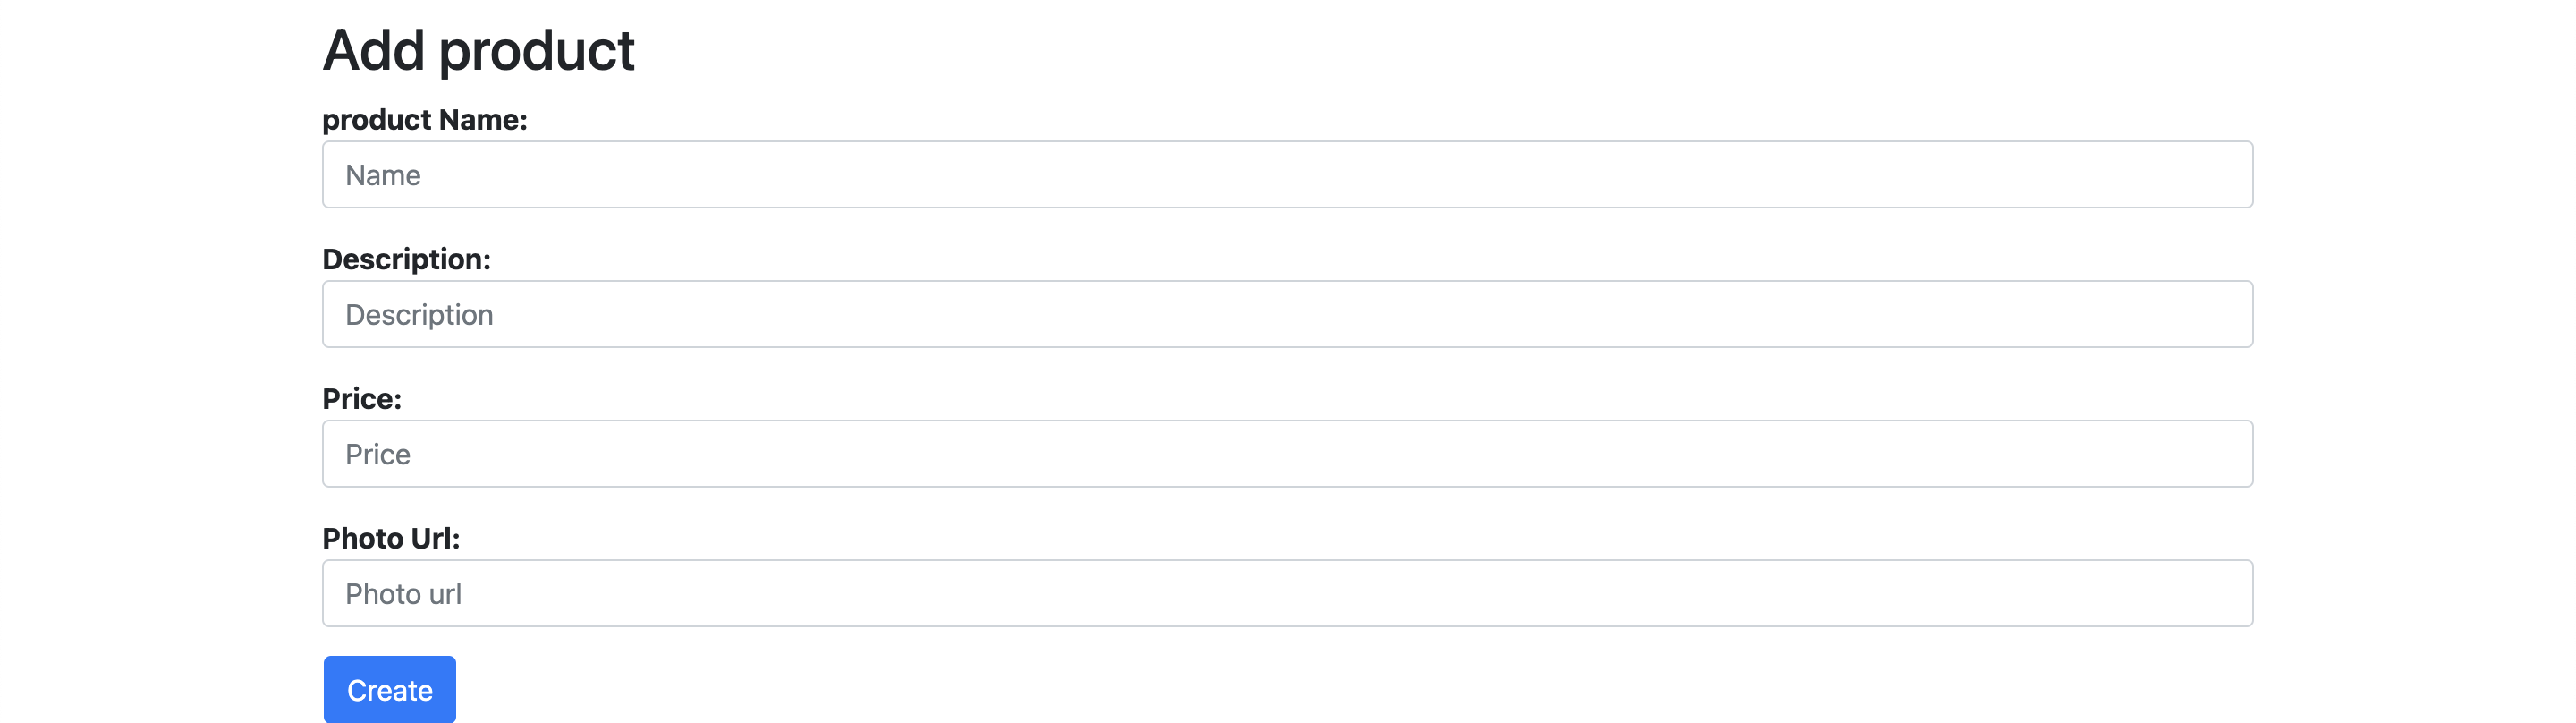 Add product
product Name:
Name
Description:
Description
Price:
Price
Photo Url:
Photo url
Create